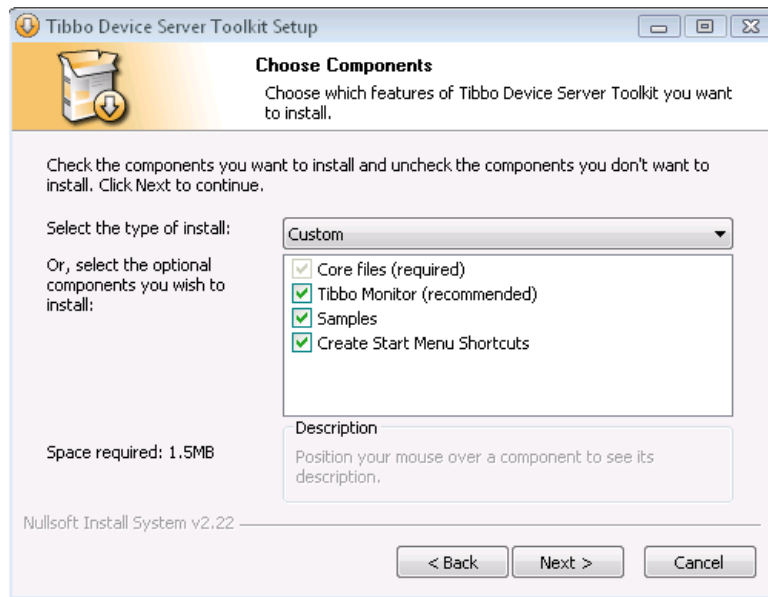 Tibbo Device Server Toolkit Setup
Choose Components
Choose which features of Tibbo Device Server Toolkit you want
to install.
Check the components you want to install and uncheck the components you don't want to
install. Click Next to continue.
Select the type of install:
Custom
Or, select the optional
components you wish to
install:
Core files (required)
Tibbo Monitor (recommended)
Samples
Create Start Menu Shortcuts
Space required: 1.5MB
Description
Position your mouse over a component to see its
description.
Nullsoft Install System v2.22
< Back
Next >
Cancel